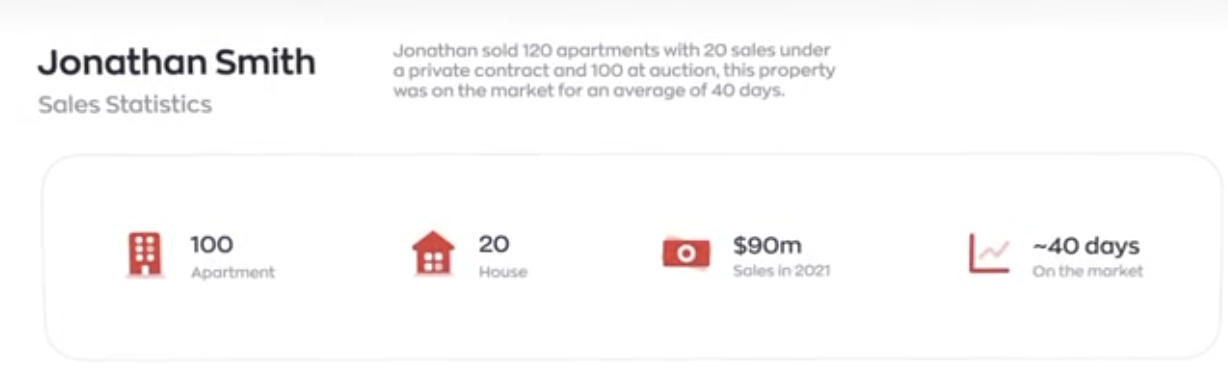 Jonathan Smith
Sales Statistics
Jonathan sold 120 apartments with 20 sales under
a private contract and 100 at auction, this property
was on the market for an average of 40 days.
100
Apartment
20
House
$90m
Sales in 2021
~40 days
On the market